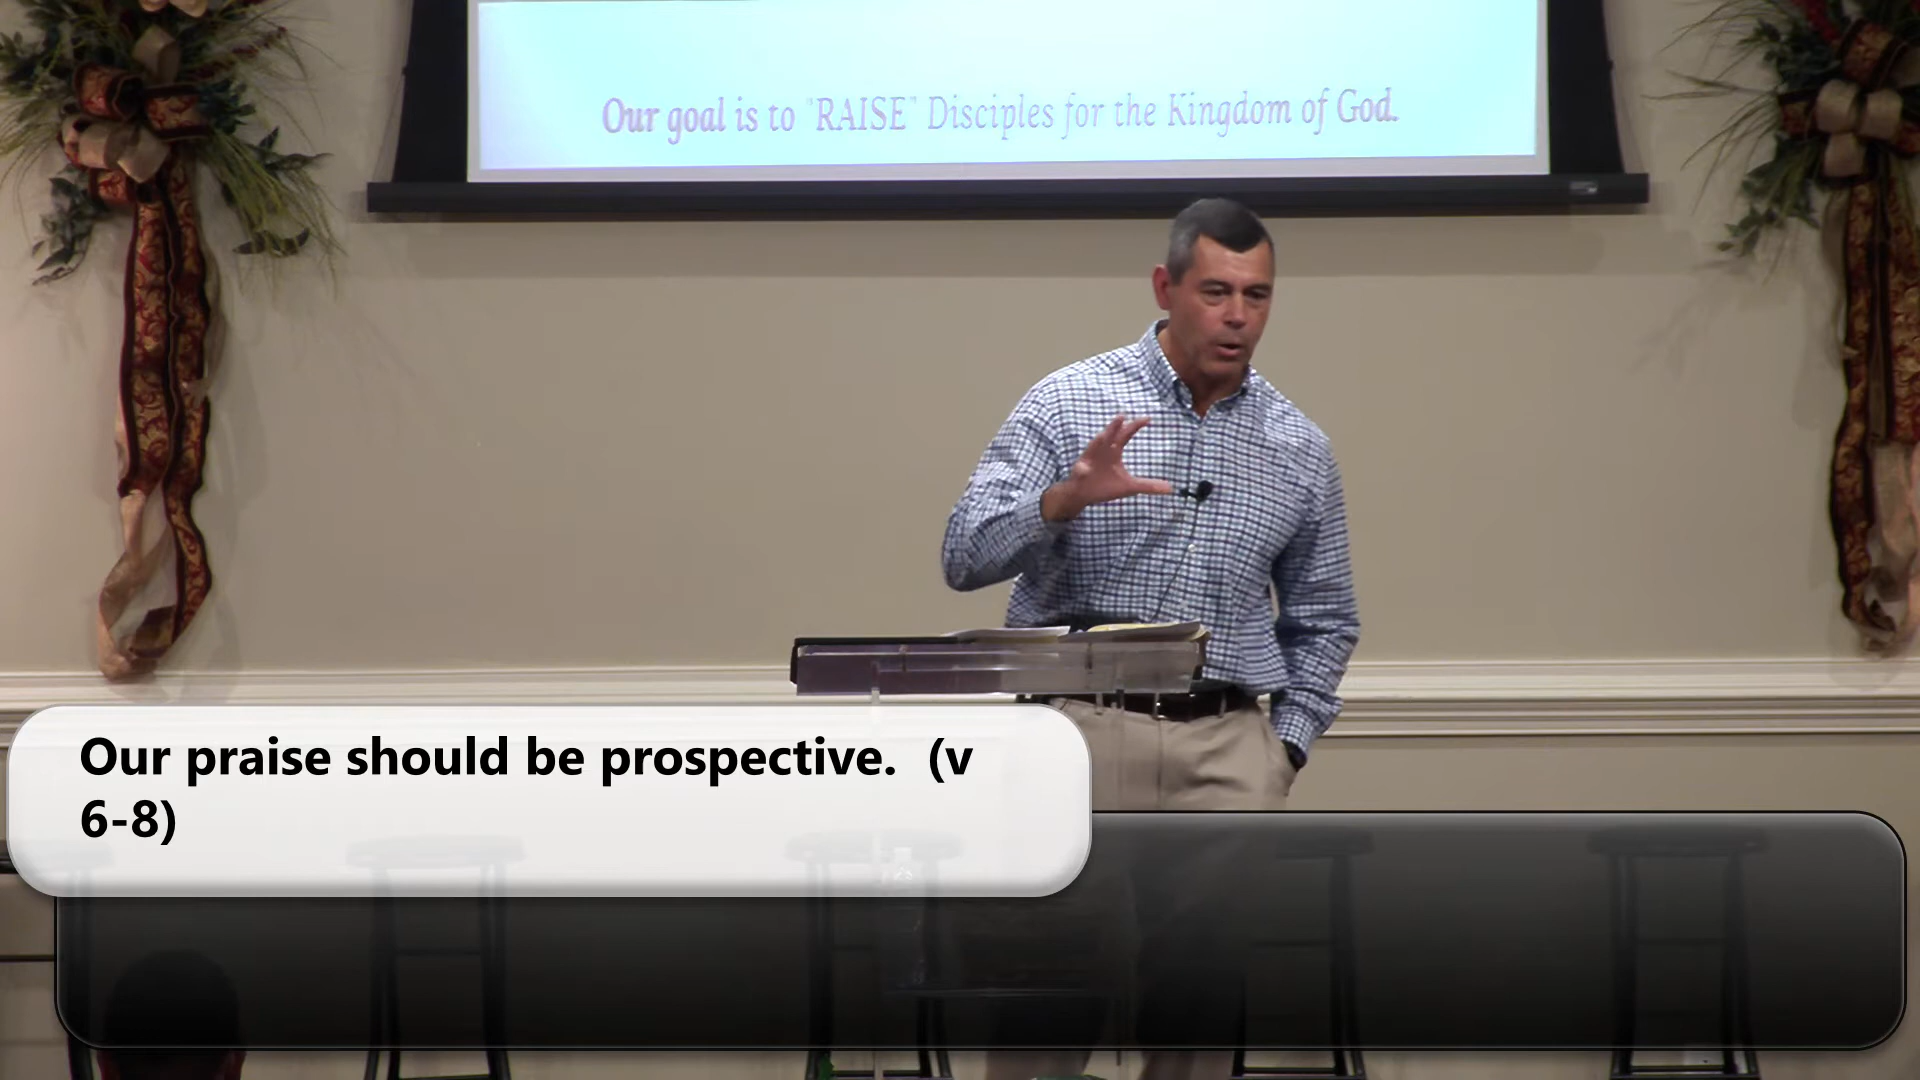 Our goal is to "RAISE" Disciples for the Kingdom of God.
Our praise should be prospective. (v
6-8)